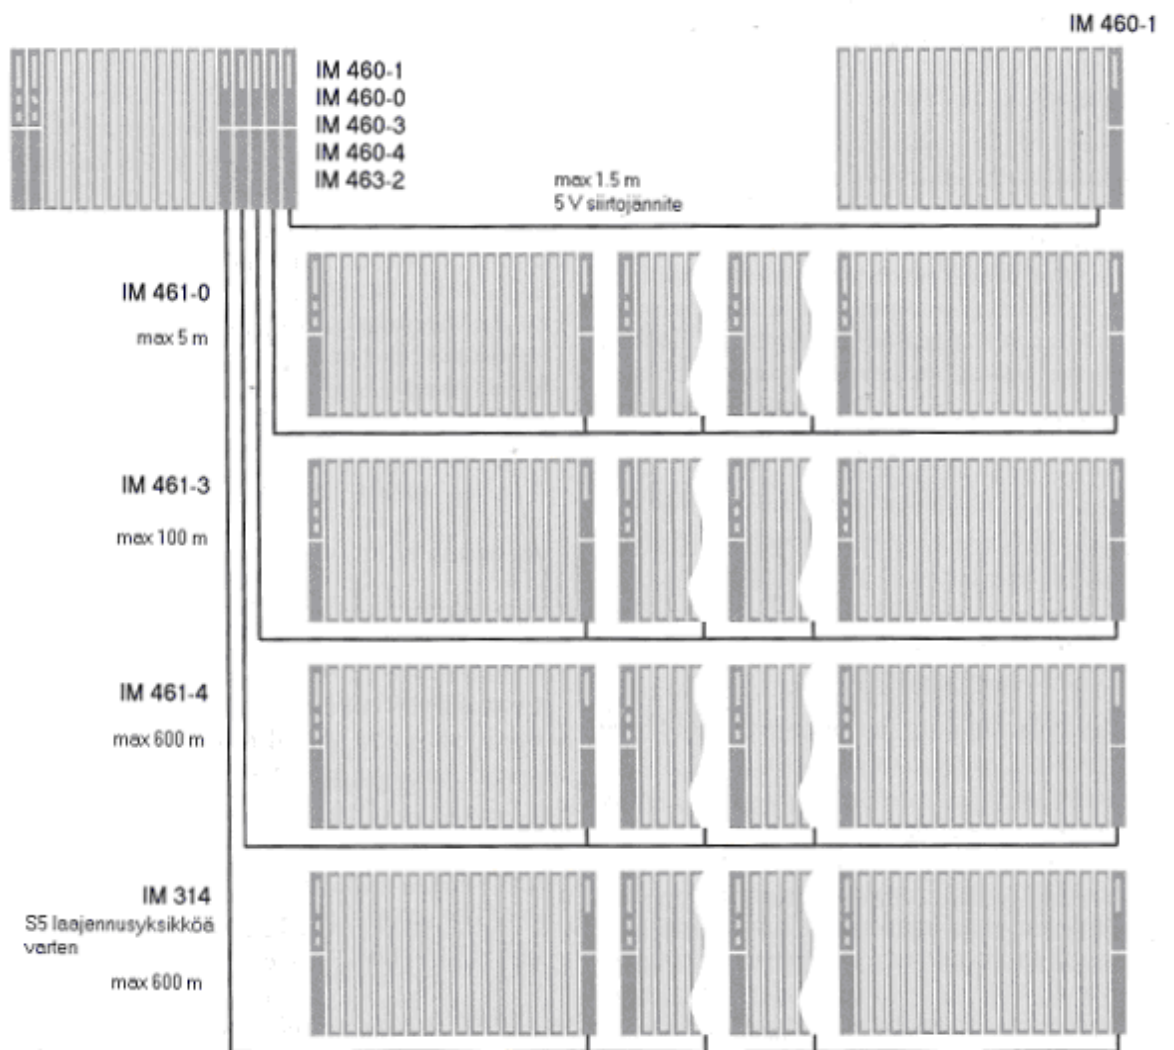 IM 460-1
IM 460-1
IM 460-0
IM 460-3
IM 460-4
IM 463-2
max 1.5 m
5 V siirtojännite
IM 461-0
max 5 m
IM 461-3
max 100 m
IM 461-4
max 600 m
IM 314
S5 laajennusyksikköä
varten
max 600 m